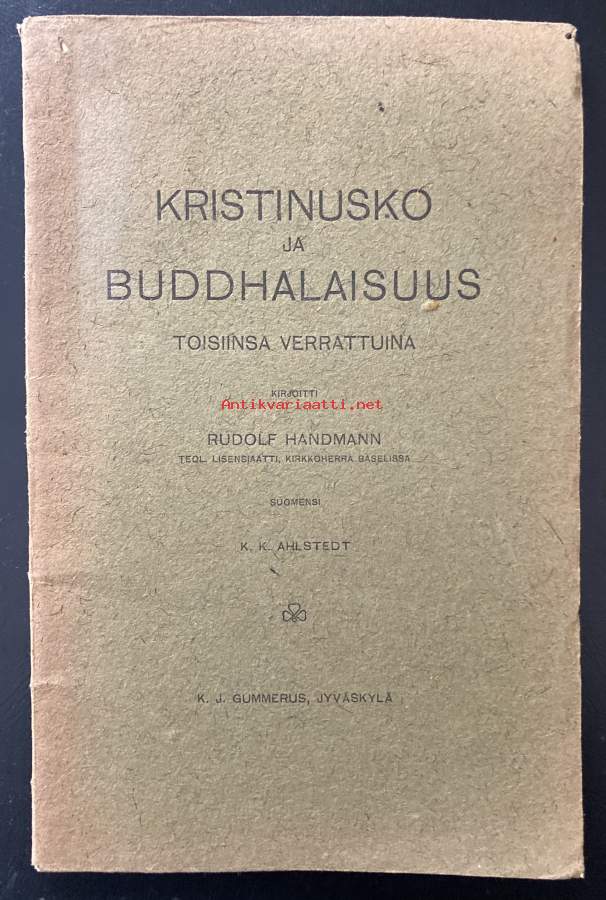 KRISTINUSKO
JA
BUDDHALAISUUS
TOISIINSA VERRATTUINA
KIRJOITTI
Antikvariaatti.net
RUDOLF HANDMANN
TEOL. LISENSIAATTI, KIRKKOHERRA BASELISSA
SUOMENSI
K. K. AHLSTEDT
K. J. GUMMERUS, JYVÄSKYLÄ